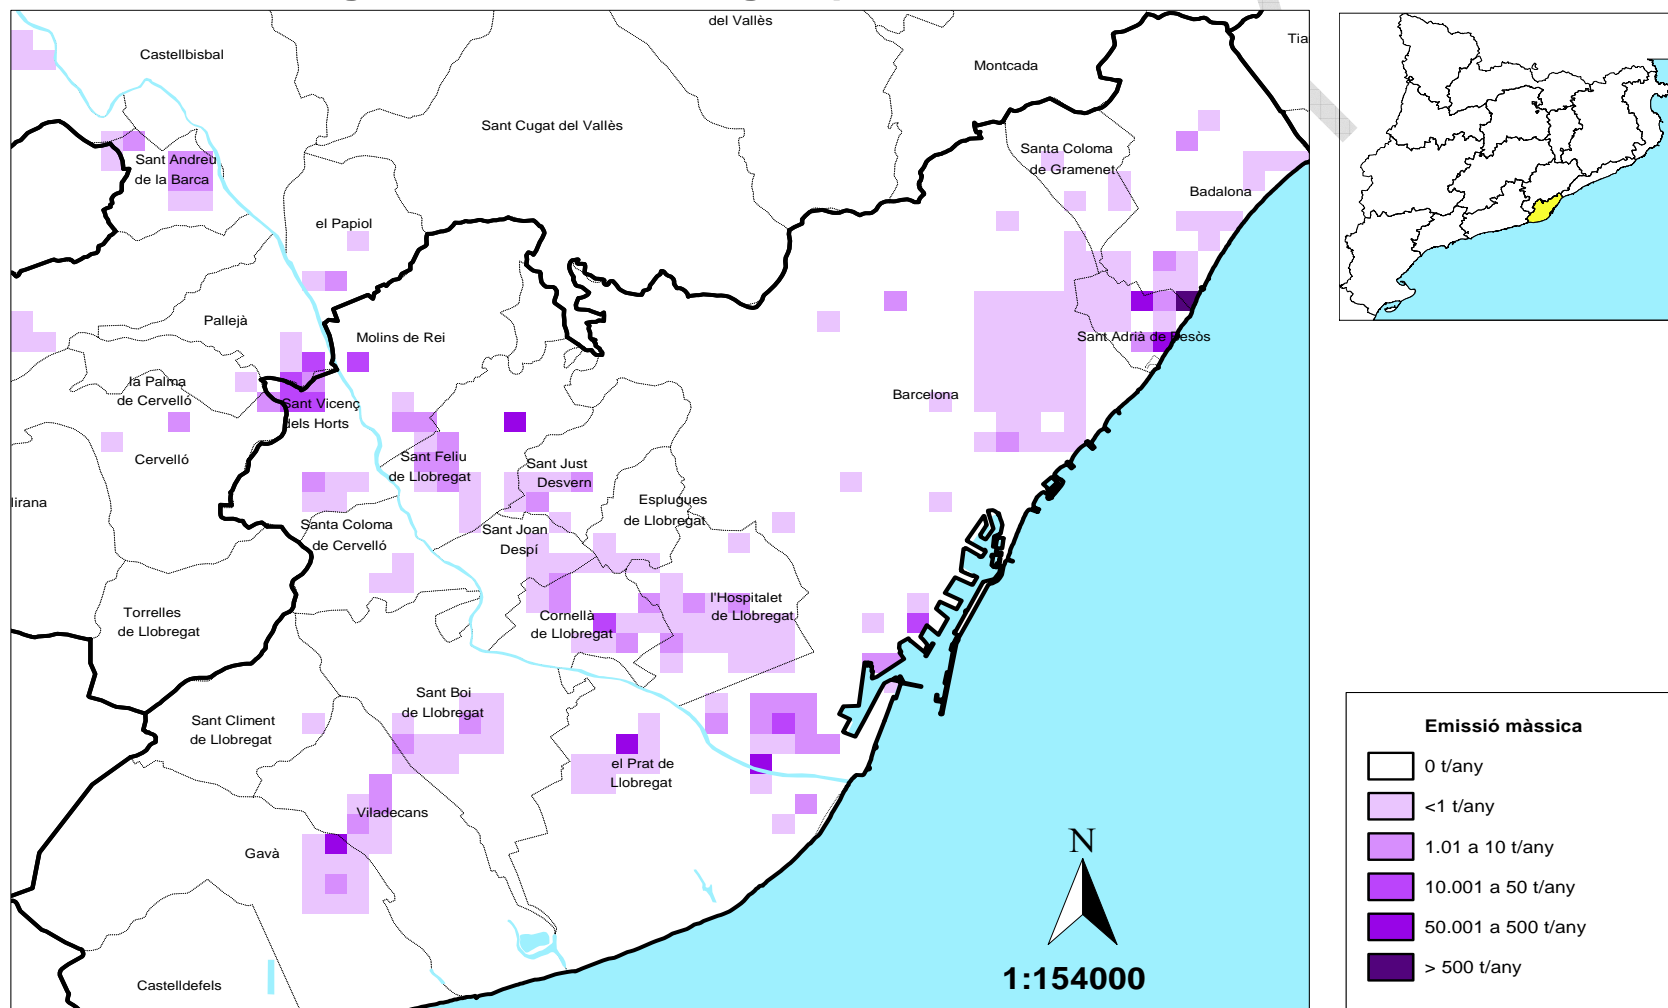 del Vallès
Castellbisbal
Tia
Montcada
Sant Cugat del Vallès
Sant Andreu
de la Barca
Santa Coloma
de Gramenet
Badalona
el Papiol
Pallejà
Molins de Rei
Sant Adrià de Besòs
la Palma
de Cervelló
Sant Vicenç
dels Horts
Barcelona
Cervelló
Sant Feliu
de Llobregat
Sant Just
Desvern
lirana
Esplugues
de Llobregat
Santa Coloma
de Cervelló
Sant Joan
Despí
Torrelles
de Llobregat
Cornellà
de Llobregat
l'Hospitalet
de Llobregat
Sant Boi
de Llobregat
Sant Climent
de Llobregat
el Prat de
Llobregat
Viladecans
Gavà
Castelldefels
N
1:154000
Emissió màssica
0 t/any
<1 t/any
1.01 a 10 t/any
10.001 a 50 t/any
50.001 a 500 t/any
> 500 t/any